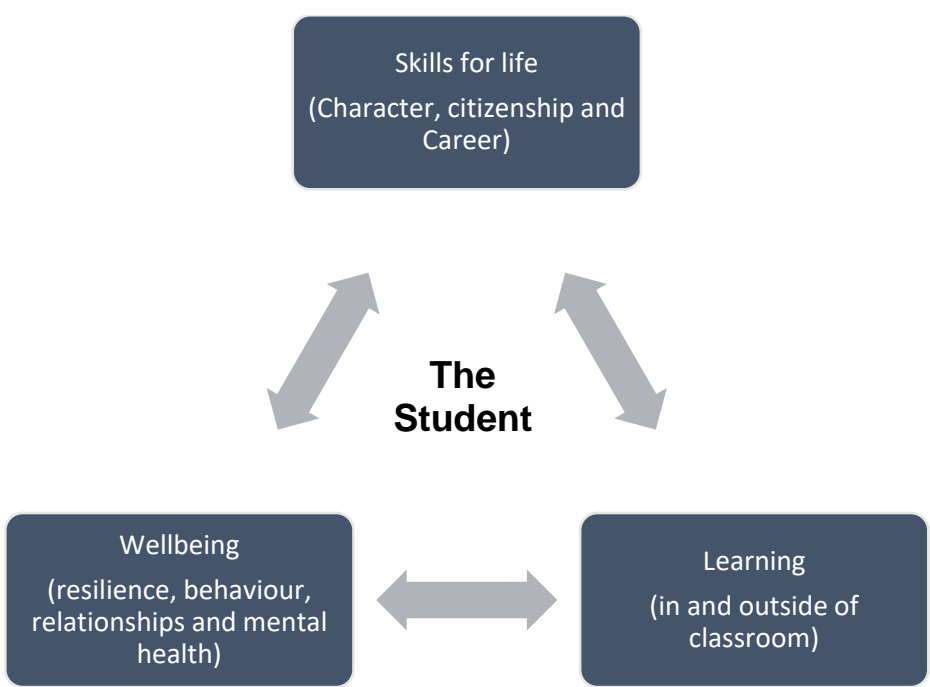 Skills for life
(Character, citizenship and
Career)
The
Student
Wellbeing
(resilience, behaviour,
relationships and mental
health)
Learning
(in and outside of
classroom)